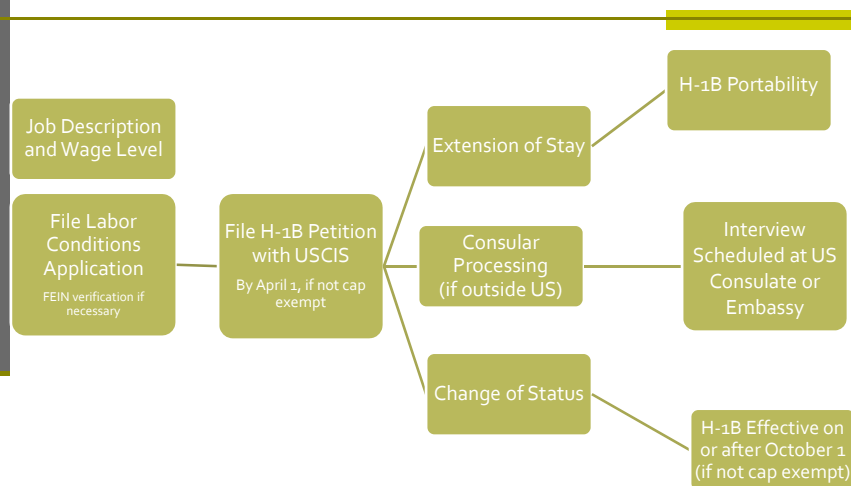 Job Description
and Wage Level
File Labor
Conditions
Application
FEIN verification if
necessary
File H-1B Petition
with USCIS
By April 1, if not cap
exempt
Extension of Stay
H-1B Portability
Consular
Processing
(if outside US)
Interview
Scheduled at US
Consulate or
Embassy
Change of Status
H-1B Effective on
or after October 1
(if not cap exempt)